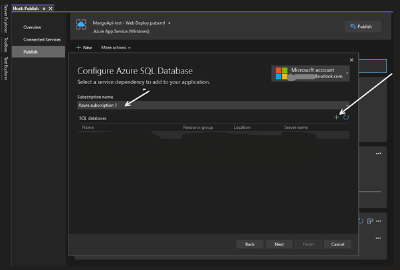 Hook: Publish
Server Explorer
Toolbox
Test Explorer
Overview
Connected Services
Publish
MangoApi-test - Web Deploy.pubxml
Azure App Service (Windows)
Publish
New
More actions
Configure Azure SQL Database
Select a service dependency to add to your application.
Microsoft account
@outlook.com
Subscription name
Azure subscription 1
SQL databases
Name Resource group Location Server name
Back Next Finish Cancel